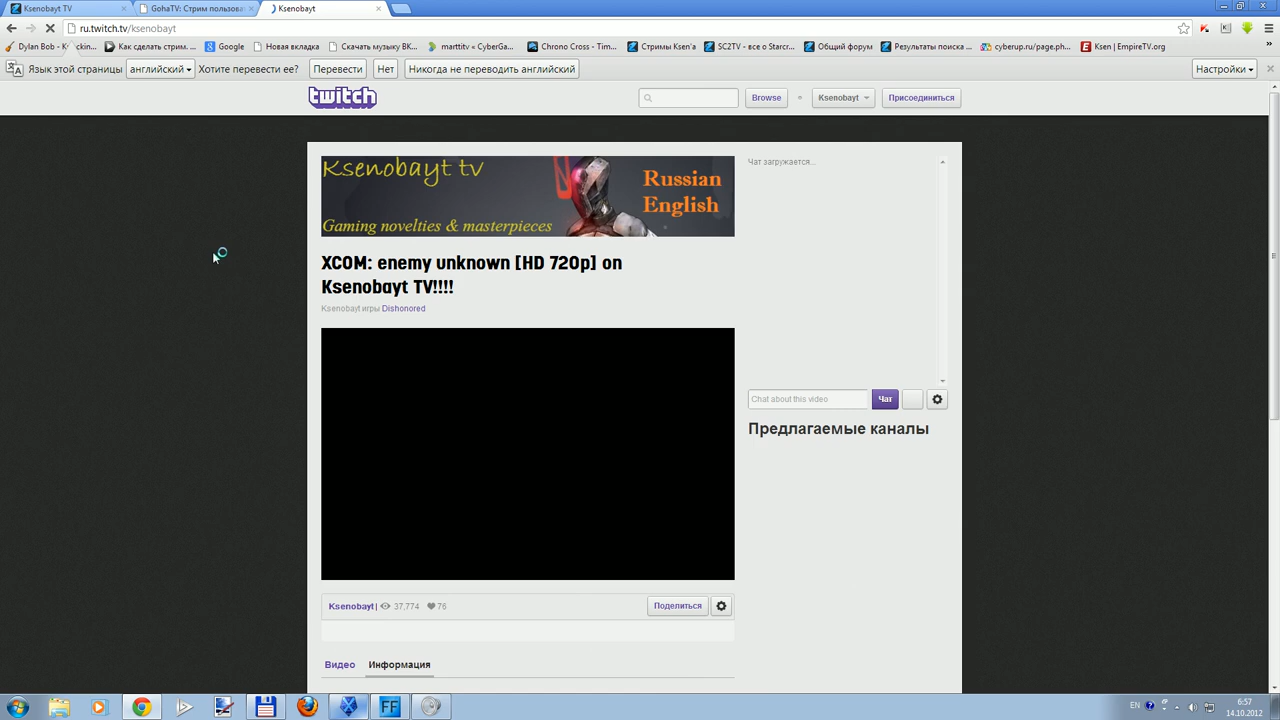 Ksenobayt TV
GohaTV: Стрим пользова
Ksenobayt
ru.twitch.tv/ksenobayt
Как сделать стрим. ...
Google
Новая вкладка
Скачать музыку ВК...
marttitv « CyberGa...
Chrono Cross - Tim...
Стримы Ksen'a
SC2TV - все о Starcr...
Общий форум
Результаты поиска ...
cyberup.ru/page.ph...
Ksen | EmpireTV.org
Язык этой страницы английский Хотите перевести ее? Перевести Нет Никогда не переводить английский Настройки
twitch
Browse
Ksenobayt
Присоединиться
Ksenobayt tv
Russian
English
Gaming novelties & masterpieces
XCOM: enemy unknown [HD 720p] on
Ksenobayt TV!!!!
Ksenobayt игры Dishonored
Чат загружается...
Chat about this video
Чат
Предлагаемые каналы
Ksenobayt | 37,774 76
Поделиться
Видео Информация
FF
EN
6:57
14.10.2012